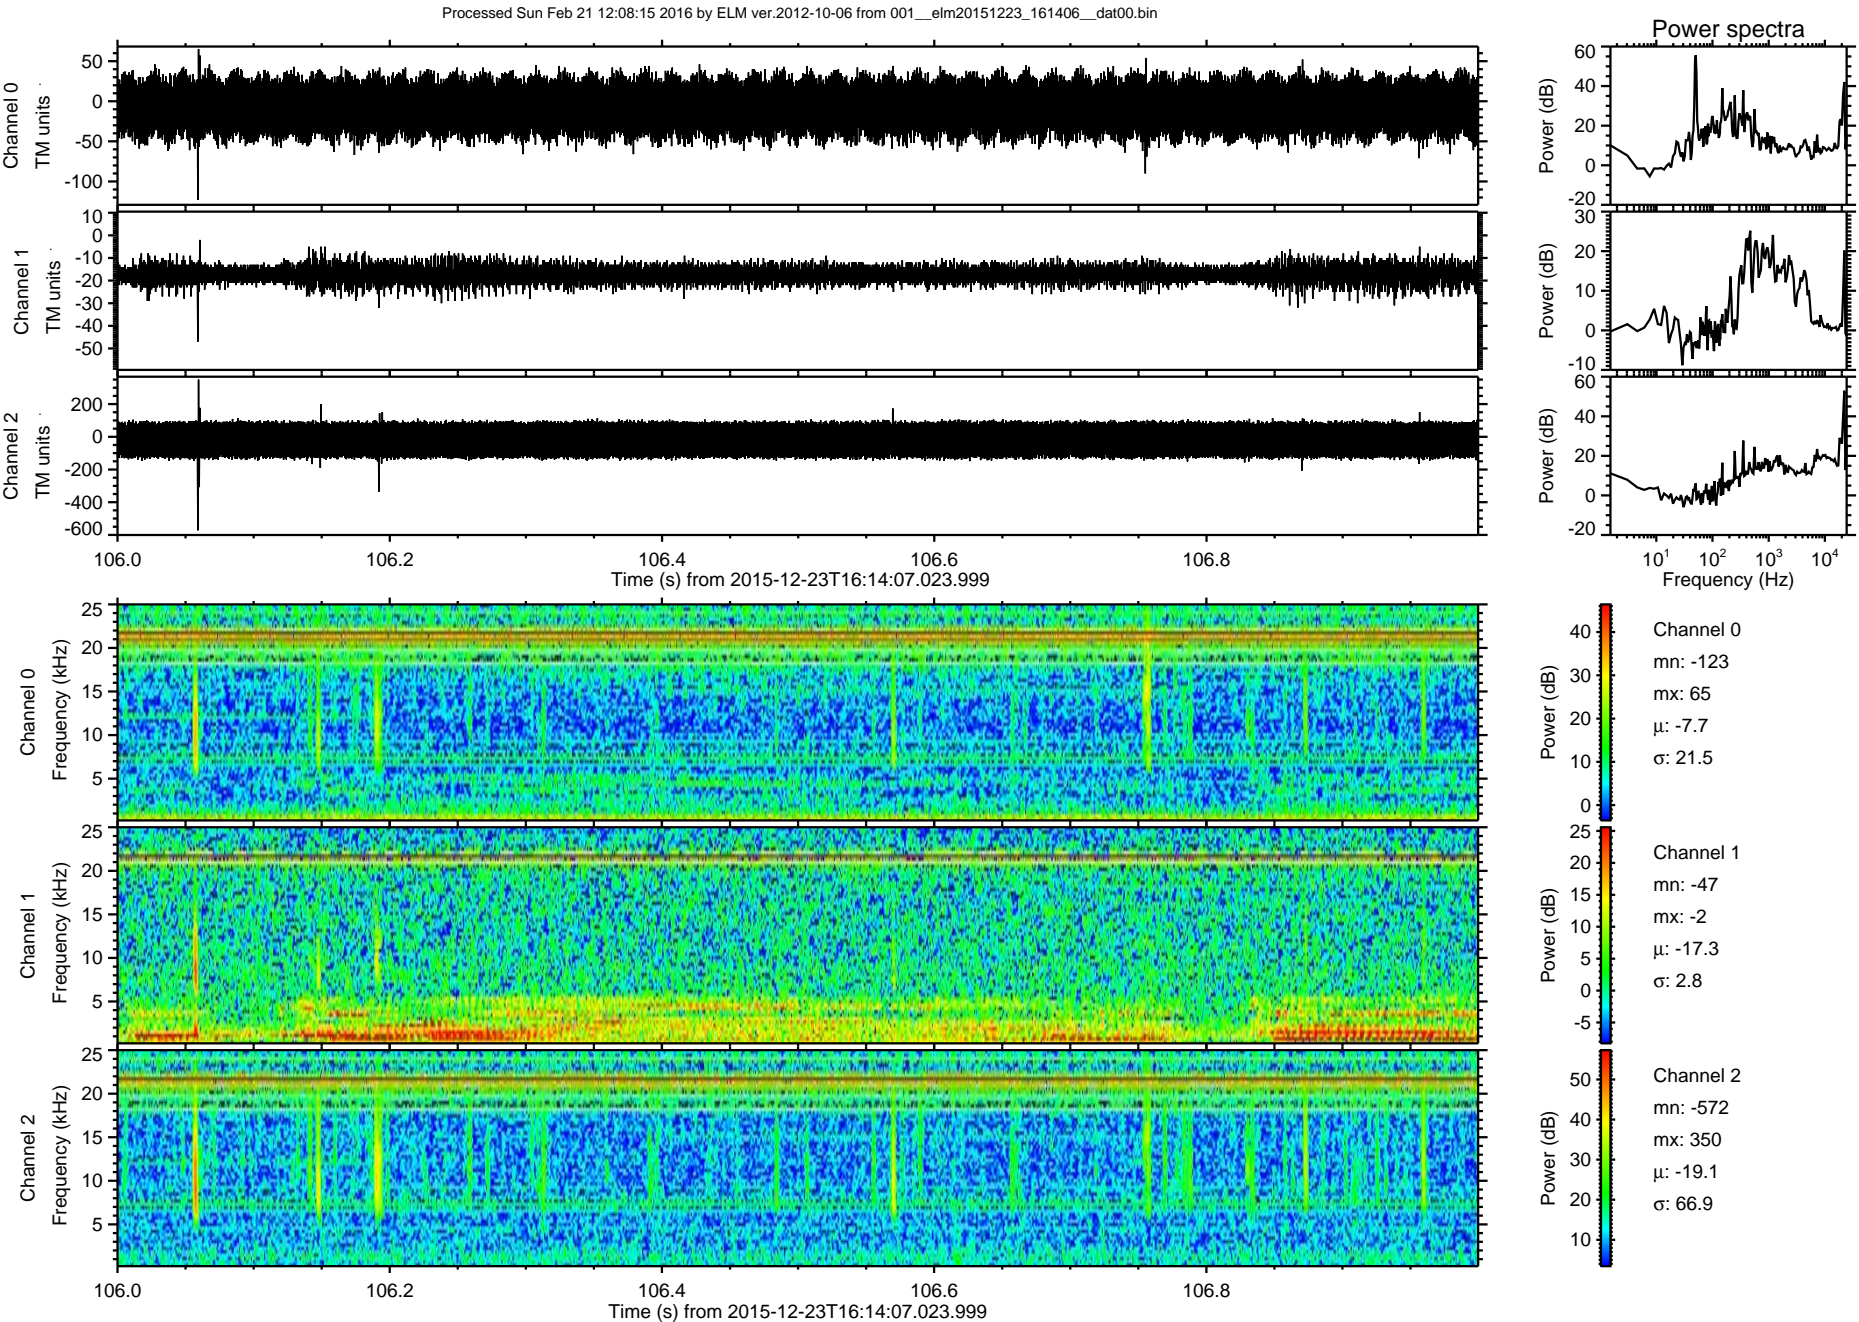 Processed Sun Feb 21 12:08:15 2016 by ELM ver.2012-10-06 from 001__elm20151223_161406__dat00.bin
Power spectra
Channel 0
TM units
50
0
-50
-100
Power (dB)
60
40
20
0
-20
Channel 1
TM units
10
0
-10
-20
-30
-40
-50
Power (dB)
30
20
10
0
-10
Channel 2
TM units
200
0
-200
-400
-600
Power (dB)
60
40
20
0
-20
106.0 106.2 106.4 106.6 106.8
Time (s) from 2015-12-23T16:14:07.023.999
10¹ 10² 10³ 10⁴
Frequency (Hz)
Channel 0
Frequency (kHz)
25
20
15
10
5
Power (dB)
40
30
20
10
0
Channel 0
mn: -123
mx: 65
μ: -7.7
σ: 21.5
Channel 1
Frequency (kHz)
25
20
15
10
5
Power (dB)
25
20
15
10
5
0
-5
Channel 1
mn: -47
mx: -2
μ: -17.3
σ: 2.8
Channel 2
Frequency (kHz)
25
20
15
10
5
Power (dB)
50
40
30
20
10
Channel 2
mn: -572
mx: 350
μ: -19.1
σ: 66.9
106.0 106.2 106.4 106.6 106.8
Time (s) from 2015-12-23T16:14:07.023.999